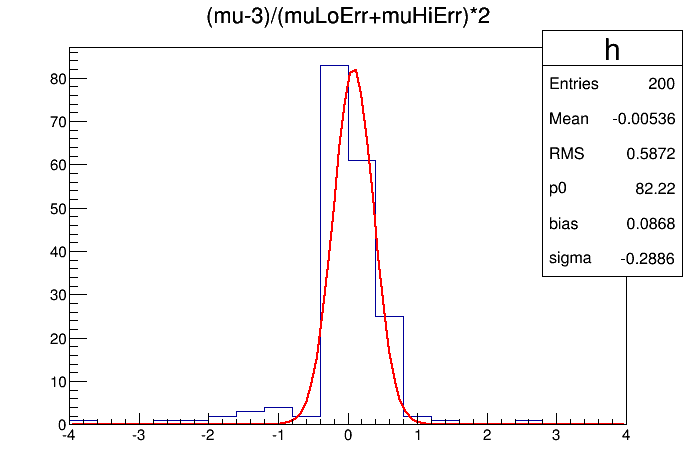 (mu-3)/(muLoErr+muHiErr)*2
h
Entries 200
Mean -0.00536
RMS 0.5872
p0 82.22
bias 0.0868
sigma -0.2886
80
70
60
50
40
30
20
10
0
-4 -3 -2 -1 0 1 2 3 4